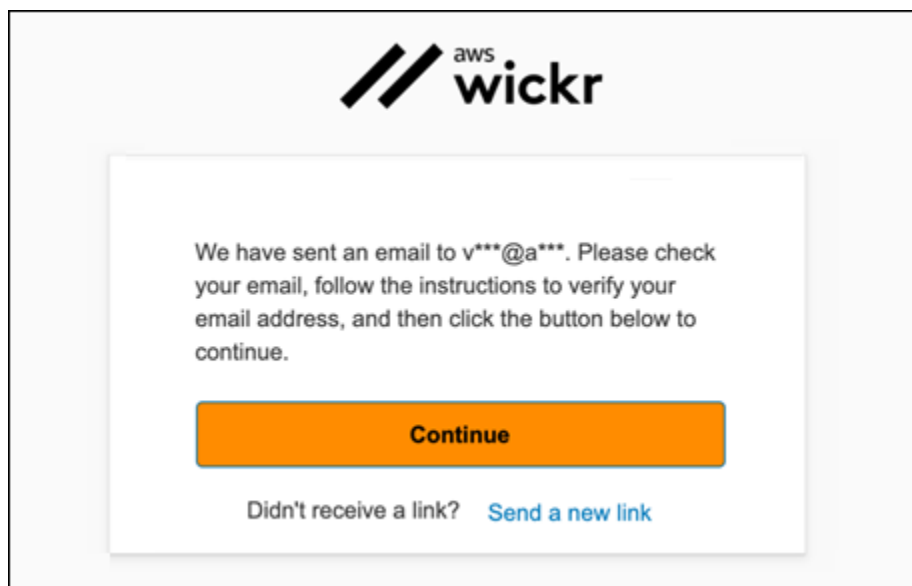 aws
wickr
We have sent an email to v***@a***. Please check
your email, follow the instructions to verify your
email address, and then click the button below to
continue.
Continue
Didn't receive a link? Send a new link